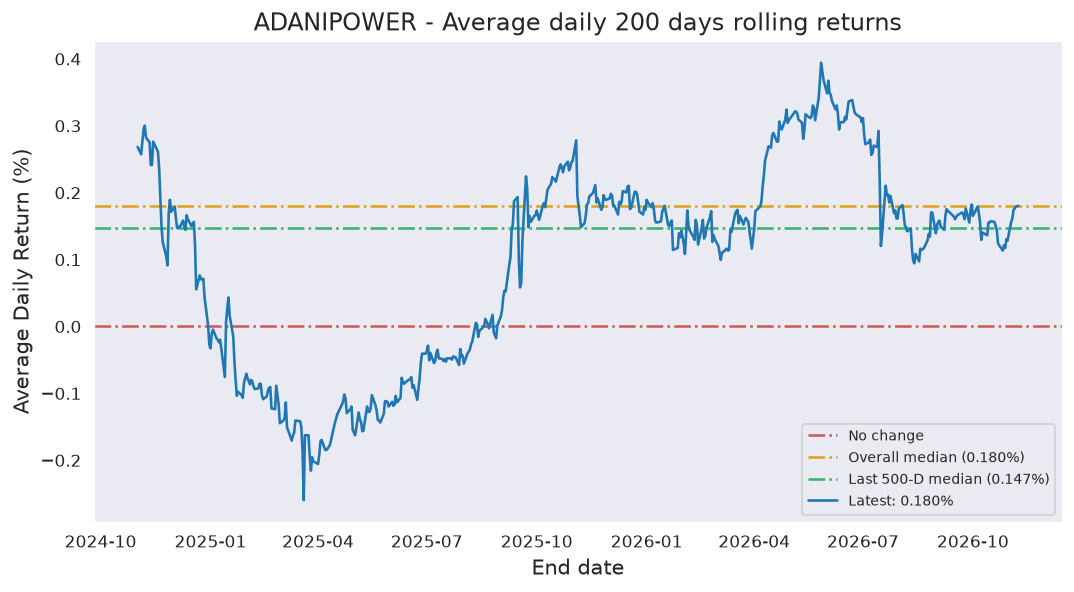 ADANIPOWER - Average daily 200 days rolling returns
Average Daily Return (%)
0.4
0.3
0.2
0.1
0.0
−0.1
−0.2
No change
Overall median (0.180%)
Last 500-D median (0.147%)
Latest: 0.180%
2024-10 2025-01 2025-04 2025-07 2025-10 2026-01 2026-04 2026-07 2026-10
End date